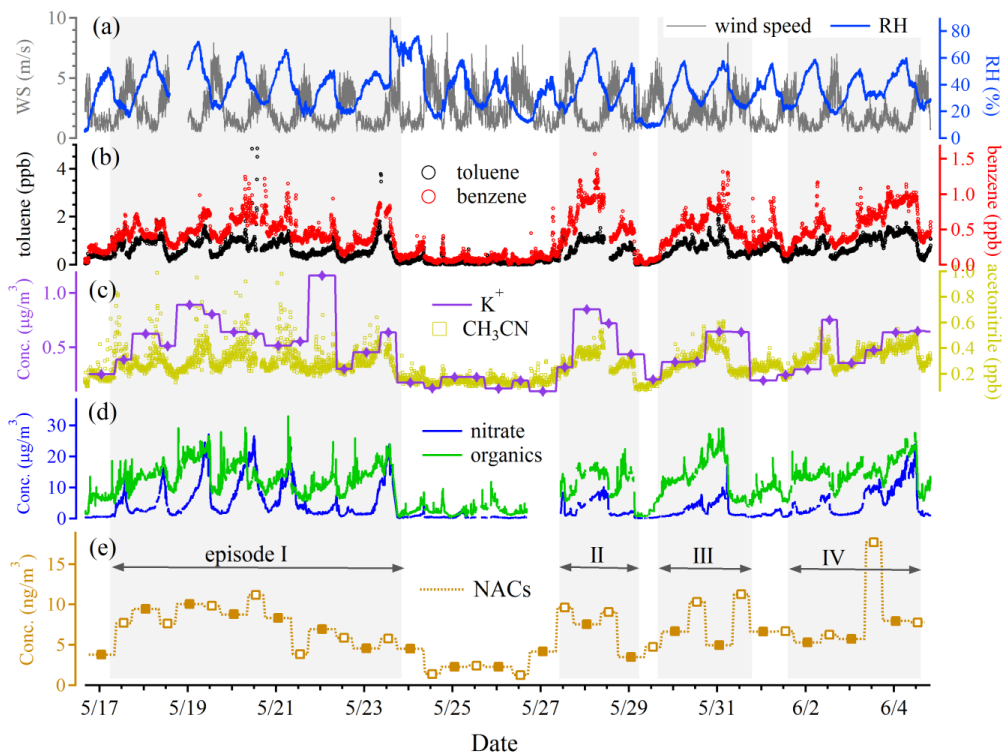 (a)
wind speed
RH
WS (m/s)
10
5
0
RH (%)
80
60
40
20
0
(b)
toluene
benzene
toluene (ppb)
4
2
0
benzene (ppb)
1.5
1.0
0.5
0.0
(c)
K+
CH3CN
Conc. (µg/m3)
1.0
0.5
acetonitrile (ppb)
0.8
0.6
0.4
0.2
(d)
nitrate
organics
Conc. (µg/m3)
30
20
10
0
(e)
episode I
II
III
IV
NACs
Conc. (ng/m3)
15
10
5
0
5/17
5/19
5/21
5/23
5/25
5/27
5/29
5/31
6/2
6/4
Date